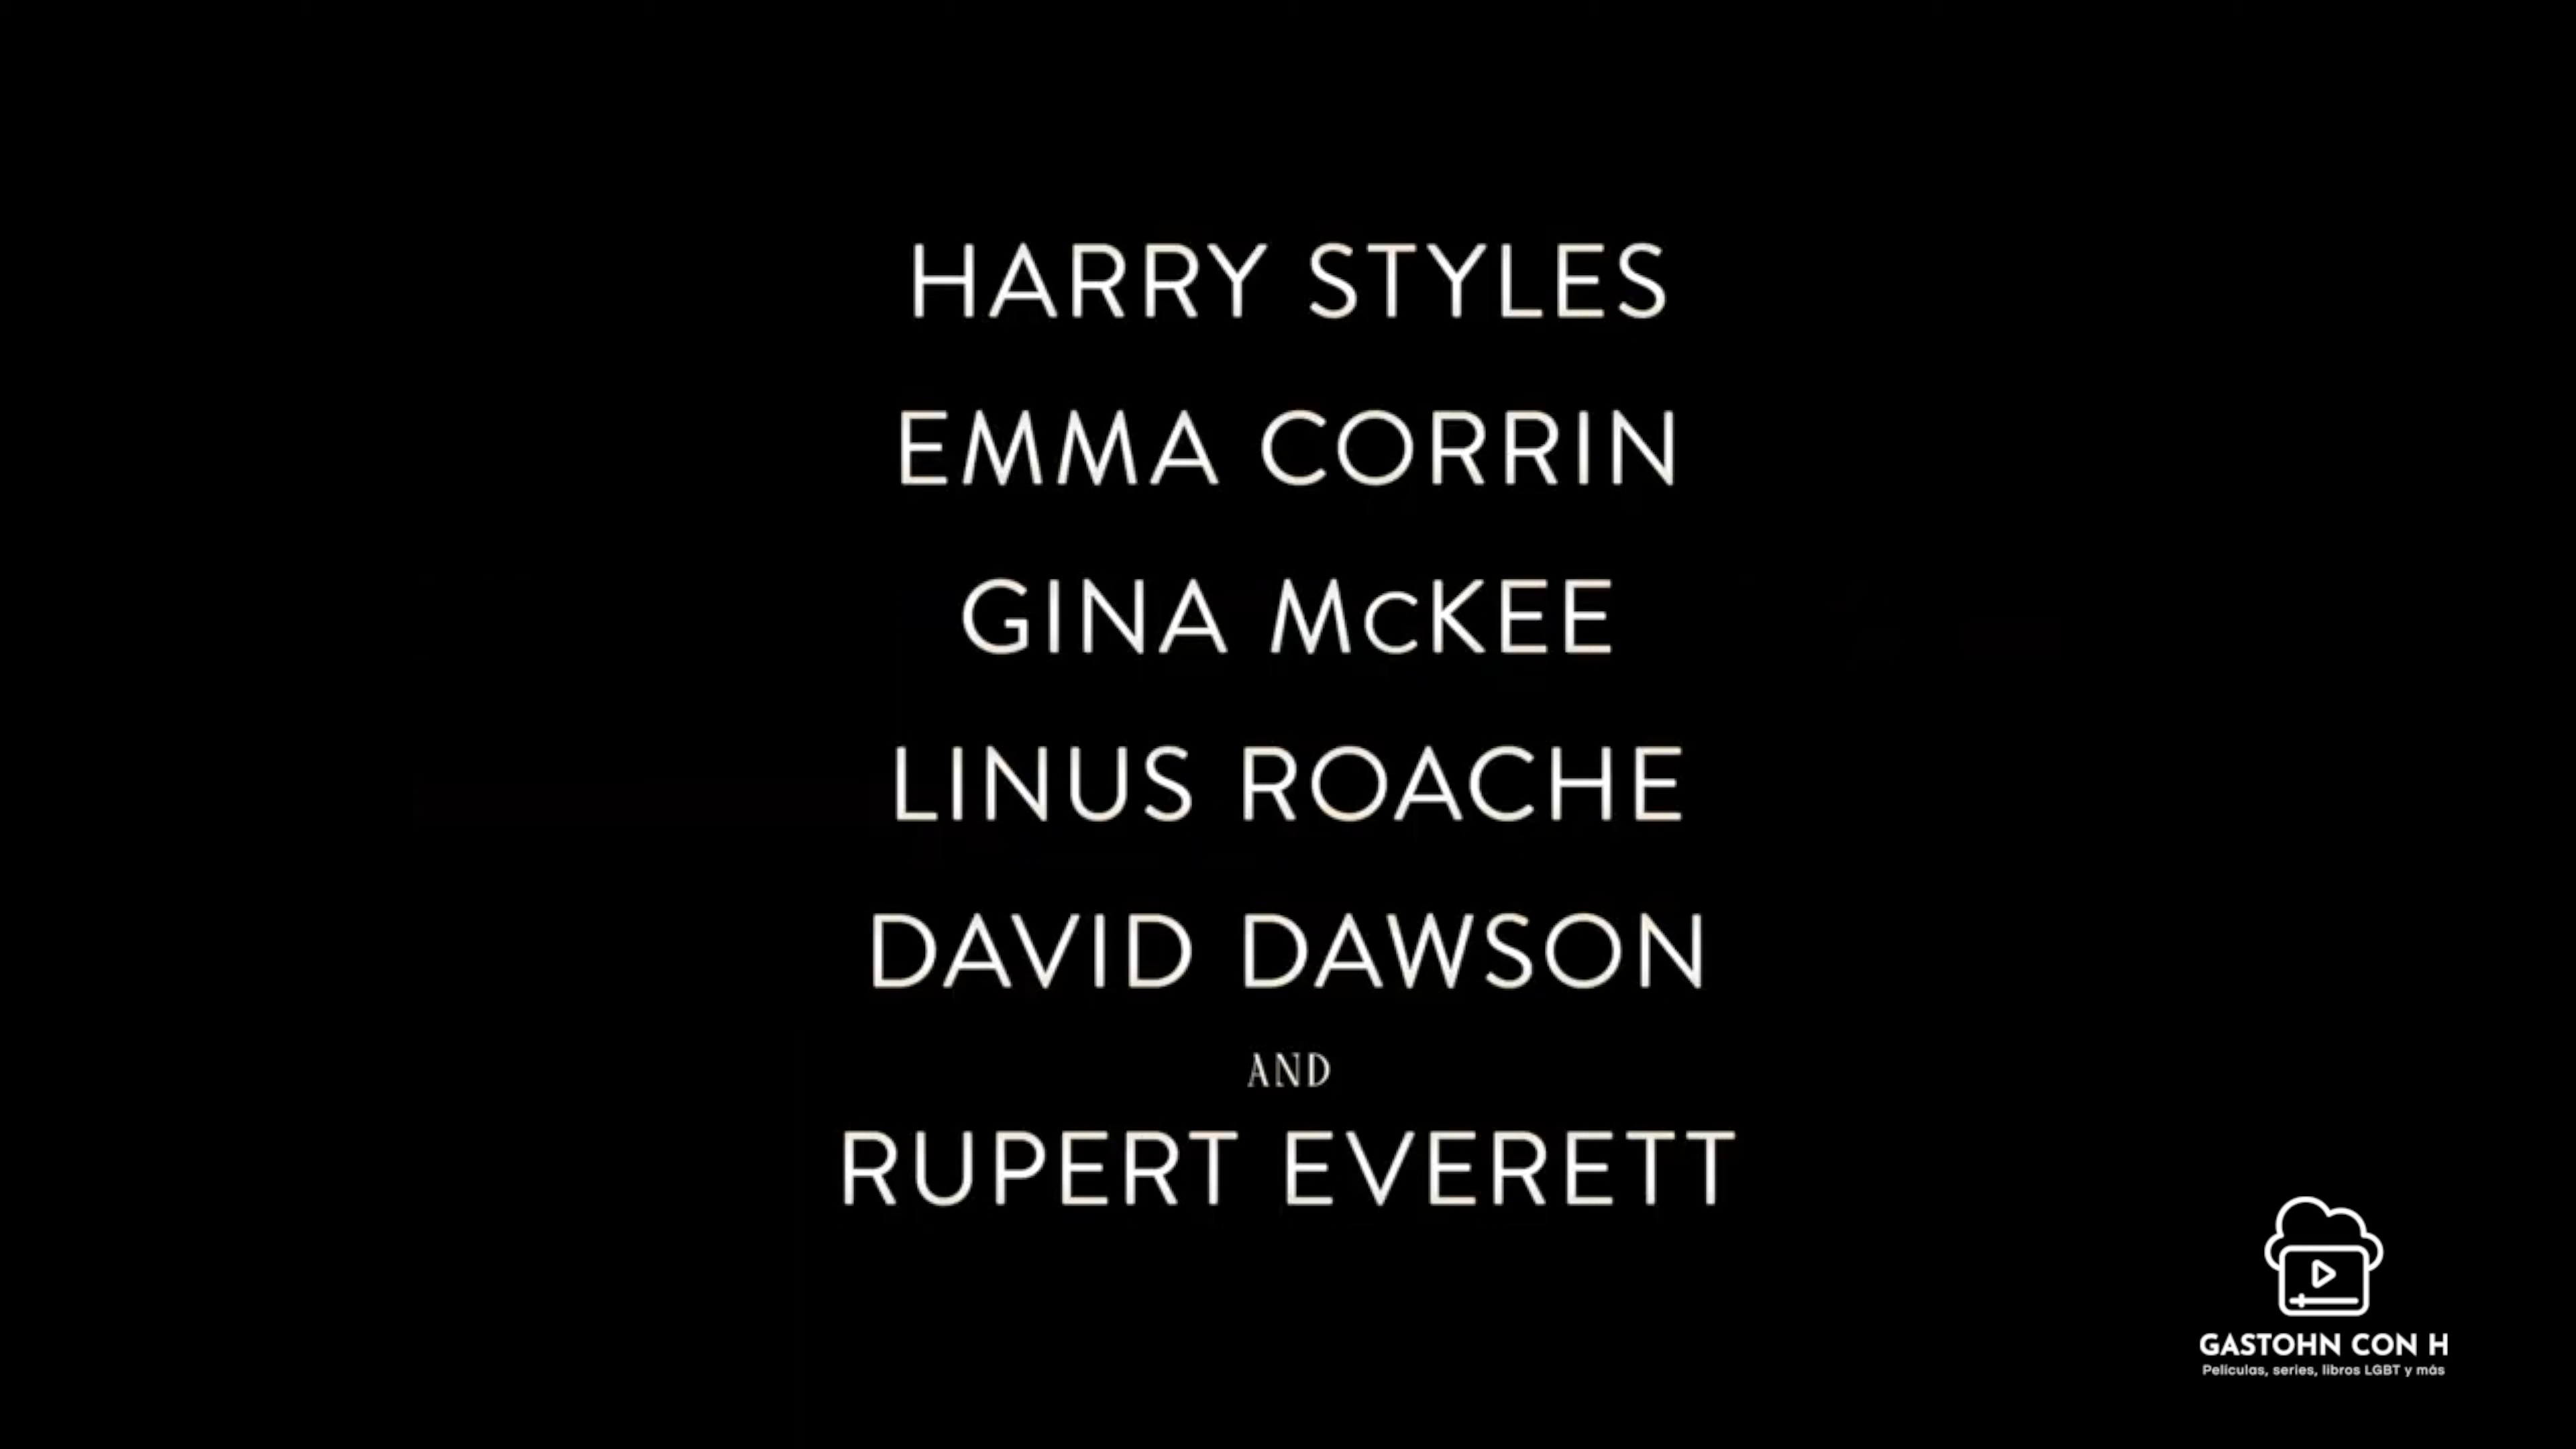 HARRY STYLES
EMMA CORRIN
GINA McKEE
LINUS ROACHE
DAVID DAWSON
AND
RUPERT EVERETT
GASTOHN CON H
Películas, series, libros LGBT y más